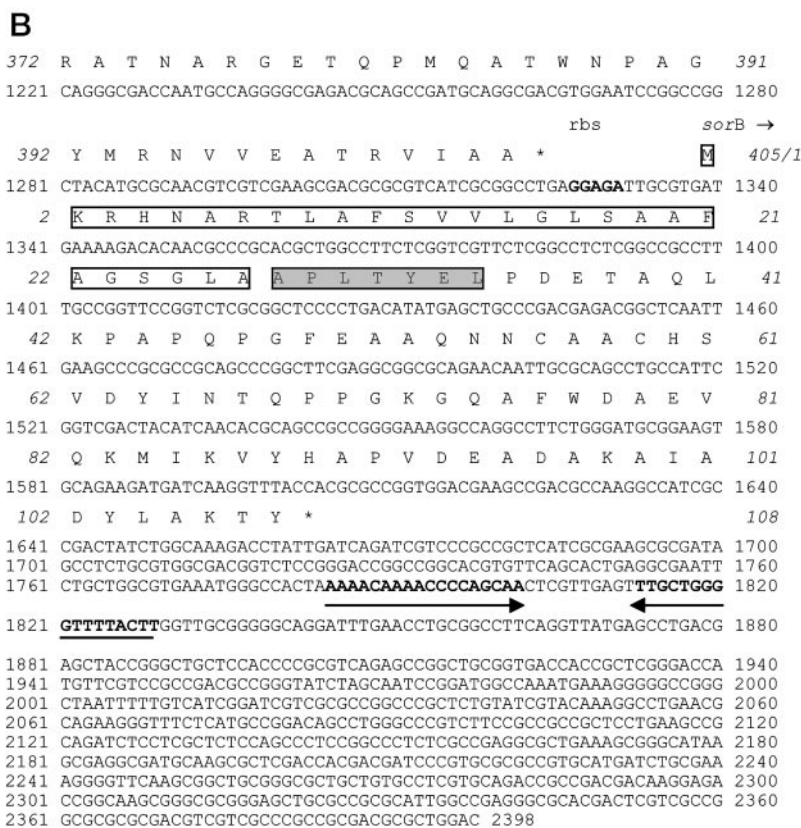 B
372 R A T N A R G E T Q P M Q A T W N P A G 391
1221 CAGGGCGACCAATGCCAGGGGCGAGACGCAGCCGATGCAGGCGACGTGGAATCCGGCCGG 1280
rbs sorB →
392 Y M R N V V E A T R V I A A * M 405/1
1281 CTACATGCGCAACGTCGTCGAAGCGACGCGCGTCATCGCGGCCTGAGGAGATTGCGTGAT 1340
2 K R H N A R T L A F S V V L G L S A A F 21
1341 GAAAAGACACAACGCCCGCACGCTGGCCTTCTCGGTCGTTCTCGGCCTCTCGGCCGCCTT 1400
22 A G S G L A A P L T Y E L P D E T A Q L 41
1401 TGCCGGTTCCGGTCTCGCGGCTCCCCTGACATATGAGCTGCCCGACGAGACGGCTCAATT 1460
42 K P A P Q P G F E A A Q N N C A A C H S 61
1461 GAAGCCCGCGCCGCAGCCCGGCTTCGAGGCGGCGCAGAACAATTGCGCAGCCTGCCATTC 1520
62 V D Y I N T Q P P G K G Q A F W D A E V 81
1521 GGTCGACTACATCAACACGCAGCCGCCGGGGAAAGGCCAGGCCTTCTGGGATGCGGAAGT 1580
82 Q K M I K V Y H A P V D E A D A K A I A 101
1581 GCAGAAGATGATCAAGGTTTACCACGCGCCGGTGGACGAAGCCGACGCCAAGGCCATCGC 1640
102 D Y L A K T Y * 108
1641 CGACTATCTGGCAAAGACCTATTGATCAGATCGTCCCGCCCGCTCATCGCGAAGCGCGATA 1700
1701 GCCTCTGCGTGGCGACGGTCTCCGGGACCGGCCGGCACGTGTTCAGCACTGAGGCGAATT 1760
1761 CTGCTGGCGTGAAATGGGCCACTAAAAACAAAACCCCAGCAACTCGTTGAGTTTGCTGGG 1820
1821 GTTTTACTTGGTTGCGGGGGCAGGATTTGAACCTGCGGCCTTCAGGTTATGAGCCTGACG 1880
1881 AGCTACCGGGCTGCTCCACCCCGCGTCAGAGCCGGCTGCGGTGACCACCGCTCGGGACCA 1940
1941 TGTTCGTCCGCCGACGCCGGGTATCTAGCAATCCGGATGGCCAAATGAAAGGGGGCCGGG 2000
2001 CTAATTTTTGTCATCGGATCGTCGCGCCGGCCCGCTCTGTATCGTACAAAGGCCTGAACG 2060
2061 CAGAAGGGTTTCTCATGCCGGACAGCCTGGGCCCGTCTTCCGCCGCCGCTCCTGAAGCCG 2120
2121 CAGATCTCCTCGCTCTCCAGCCCTCCGGCCCTCTCGCCGAGGCGCTGAAAGCGGGCATAA 2180
2181 GCGAGGCGATGCAAGCGCTCGACCACGACGATCCCGTGCGCGCCGTGCATGATCTGCGAA 2240
2241 AGGGGTTCAAGCGGCTGCGGGCGCTGCTGTGCCTCGTGCAGACCGCCGACGACAAGGAGA 2300
2301 CCGGCAAGCGGGCGCGGGAGCTGCGCCGCGCATTGGCCGAGGGCGCACGACTCGTCGCCG 2360
2361 GCGCGCGCGACGTCGTCGCCCGCCGCGACGCGCTGGAC 2398